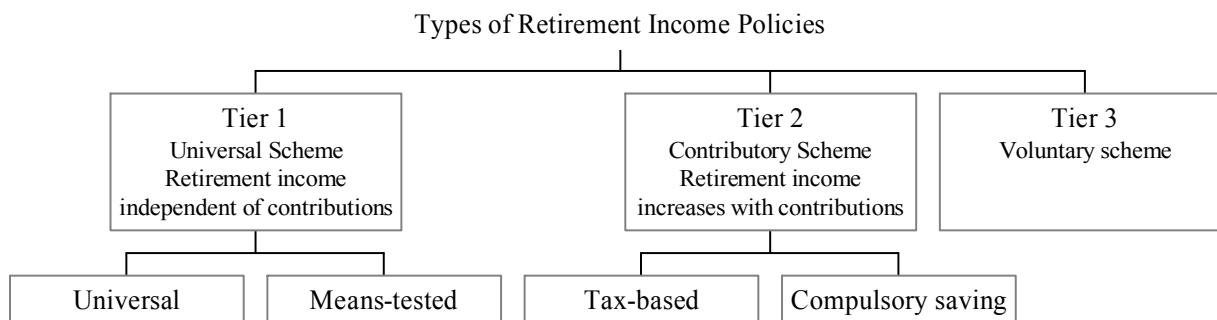 Types of Retirement Income Policies
Tier 1
Universal Scheme
Retirement income
independent of contributions
Tier 2
Contributory Scheme
Retirement income
increases with contributions
Tier 3
Voluntary scheme
Universal
Means-tested
Tax-based
Compulsory saving